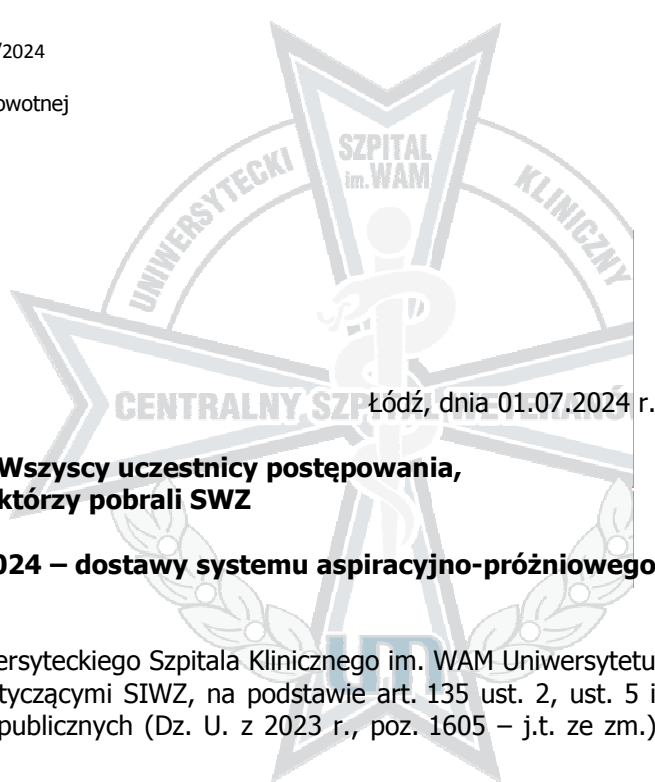 /2024
owotnej
SZPITAL
im.WAM
UNIWERSYTECKI
KLINICZNY
CENTRALNY
Łódź, dnia 01.07.2024 r.
Wszyscy uczestnicy postępowania,
którzy pobrali SWZ
024 – dostawy systemu aspiracyjno-próżniowego
ersyteckiego Szpitala Klinicznego im. WAM Uniwersytetu
tyczącymi SIWZ, na podstawie art. 135 ust. 2, ust. 5 i
publicznych (Dz. U. z 2023 r., poz. 1605 – j.t. ze zm.)
um